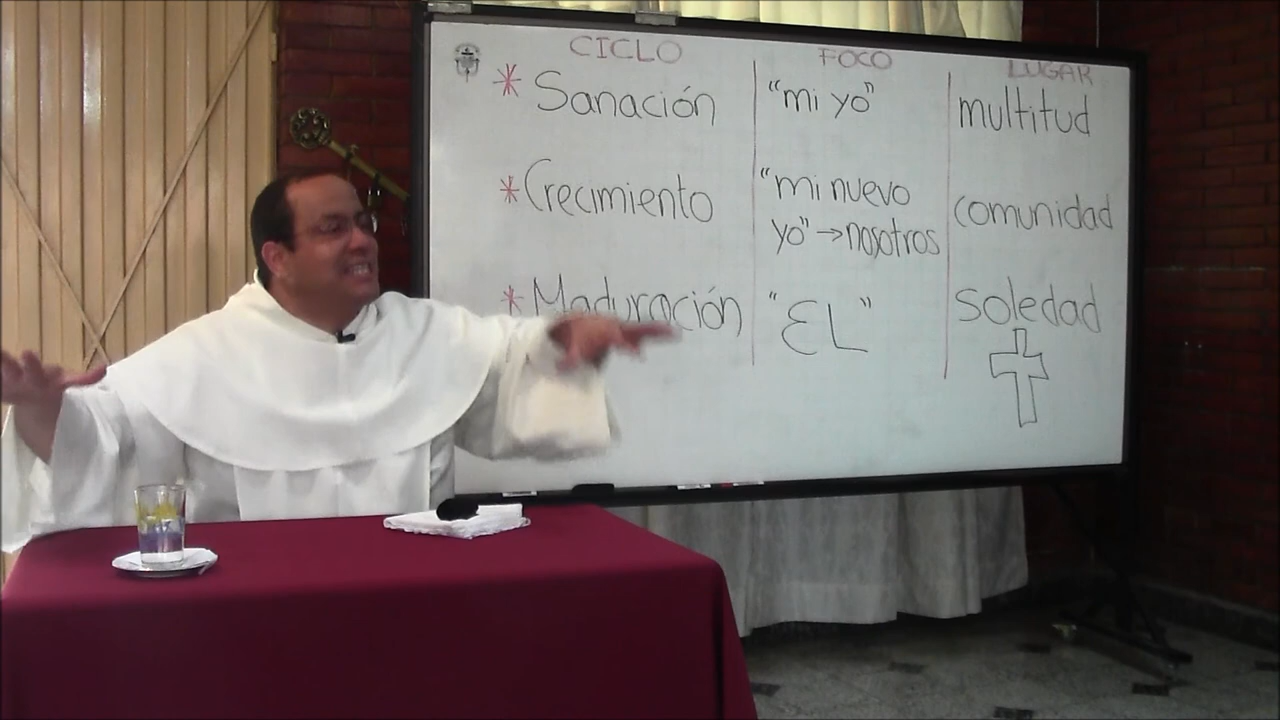 CICLO FOCO LUGAR
* Sanación "mi yo" multitud
* Crecimiento "mi nuevo
yo" → nosotros comunidad
* Maduración "EL" soledad